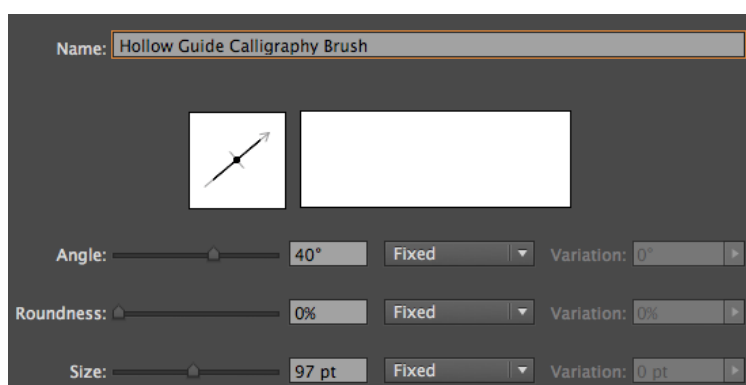 Name: Hollow Guide Calligraphy Brush
Angle: 40° Fixed Variation: 0°
Roundness: 0% Fixed Variation: 0%
Size: 97 pt Fixed Variation: 0 pt